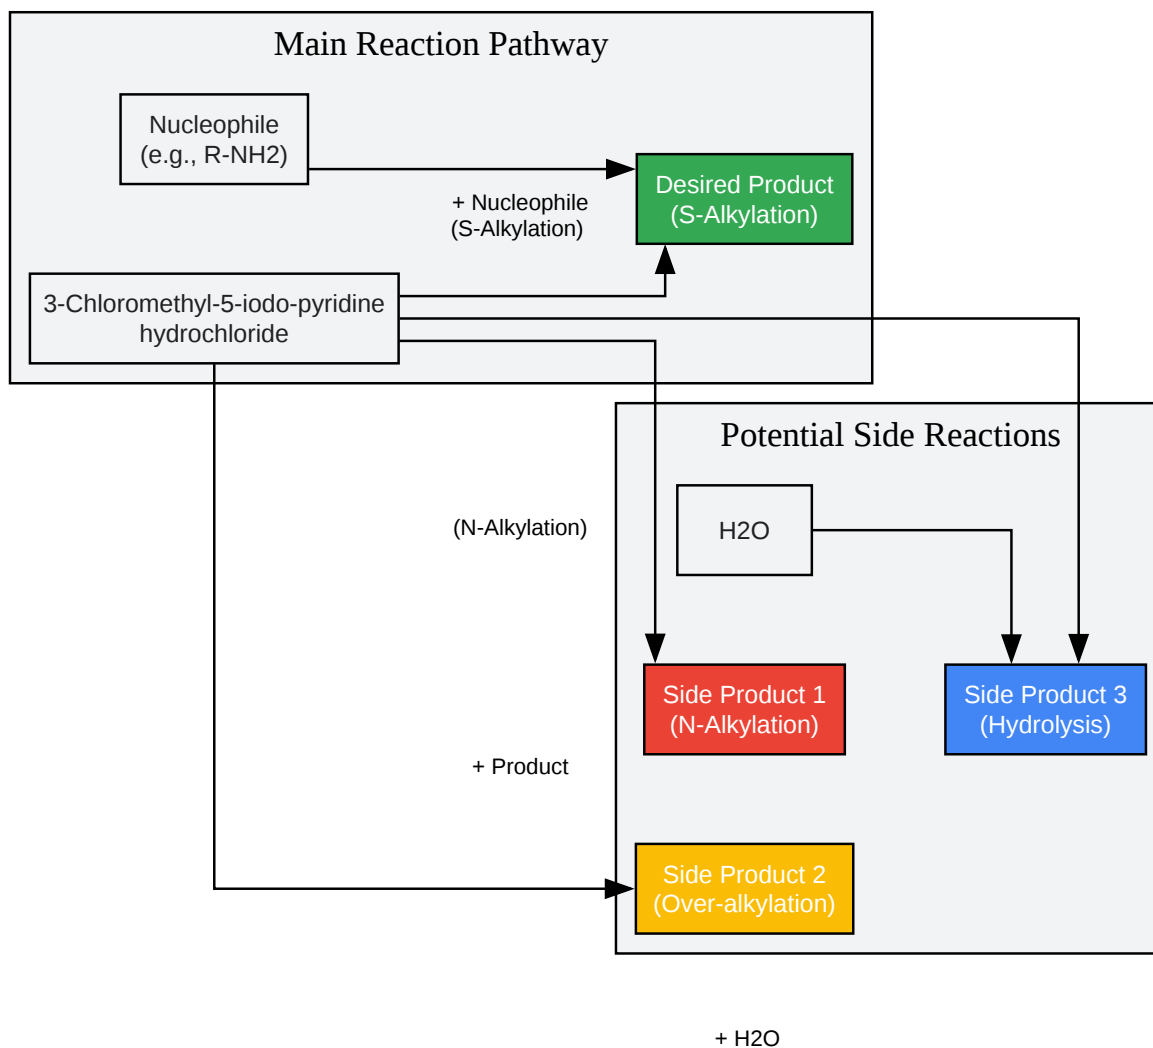 Main Reaction Pathway
Nucleophile
(e.g., R-NH2)
Desired Product
(S-Alkylation)
+ Nucleophile
(S-Alkylation)
3-Chloromethyl-5-iodo-pyridine
hydrochloride
Potential Side Reactions
H2O
(N-Alkylation)
Side Product 1
(N-Alkylation)
Side Product 3
(Hydrolysis)
+ Product
Side Product 2
(Over-alkylation)
+ H2O